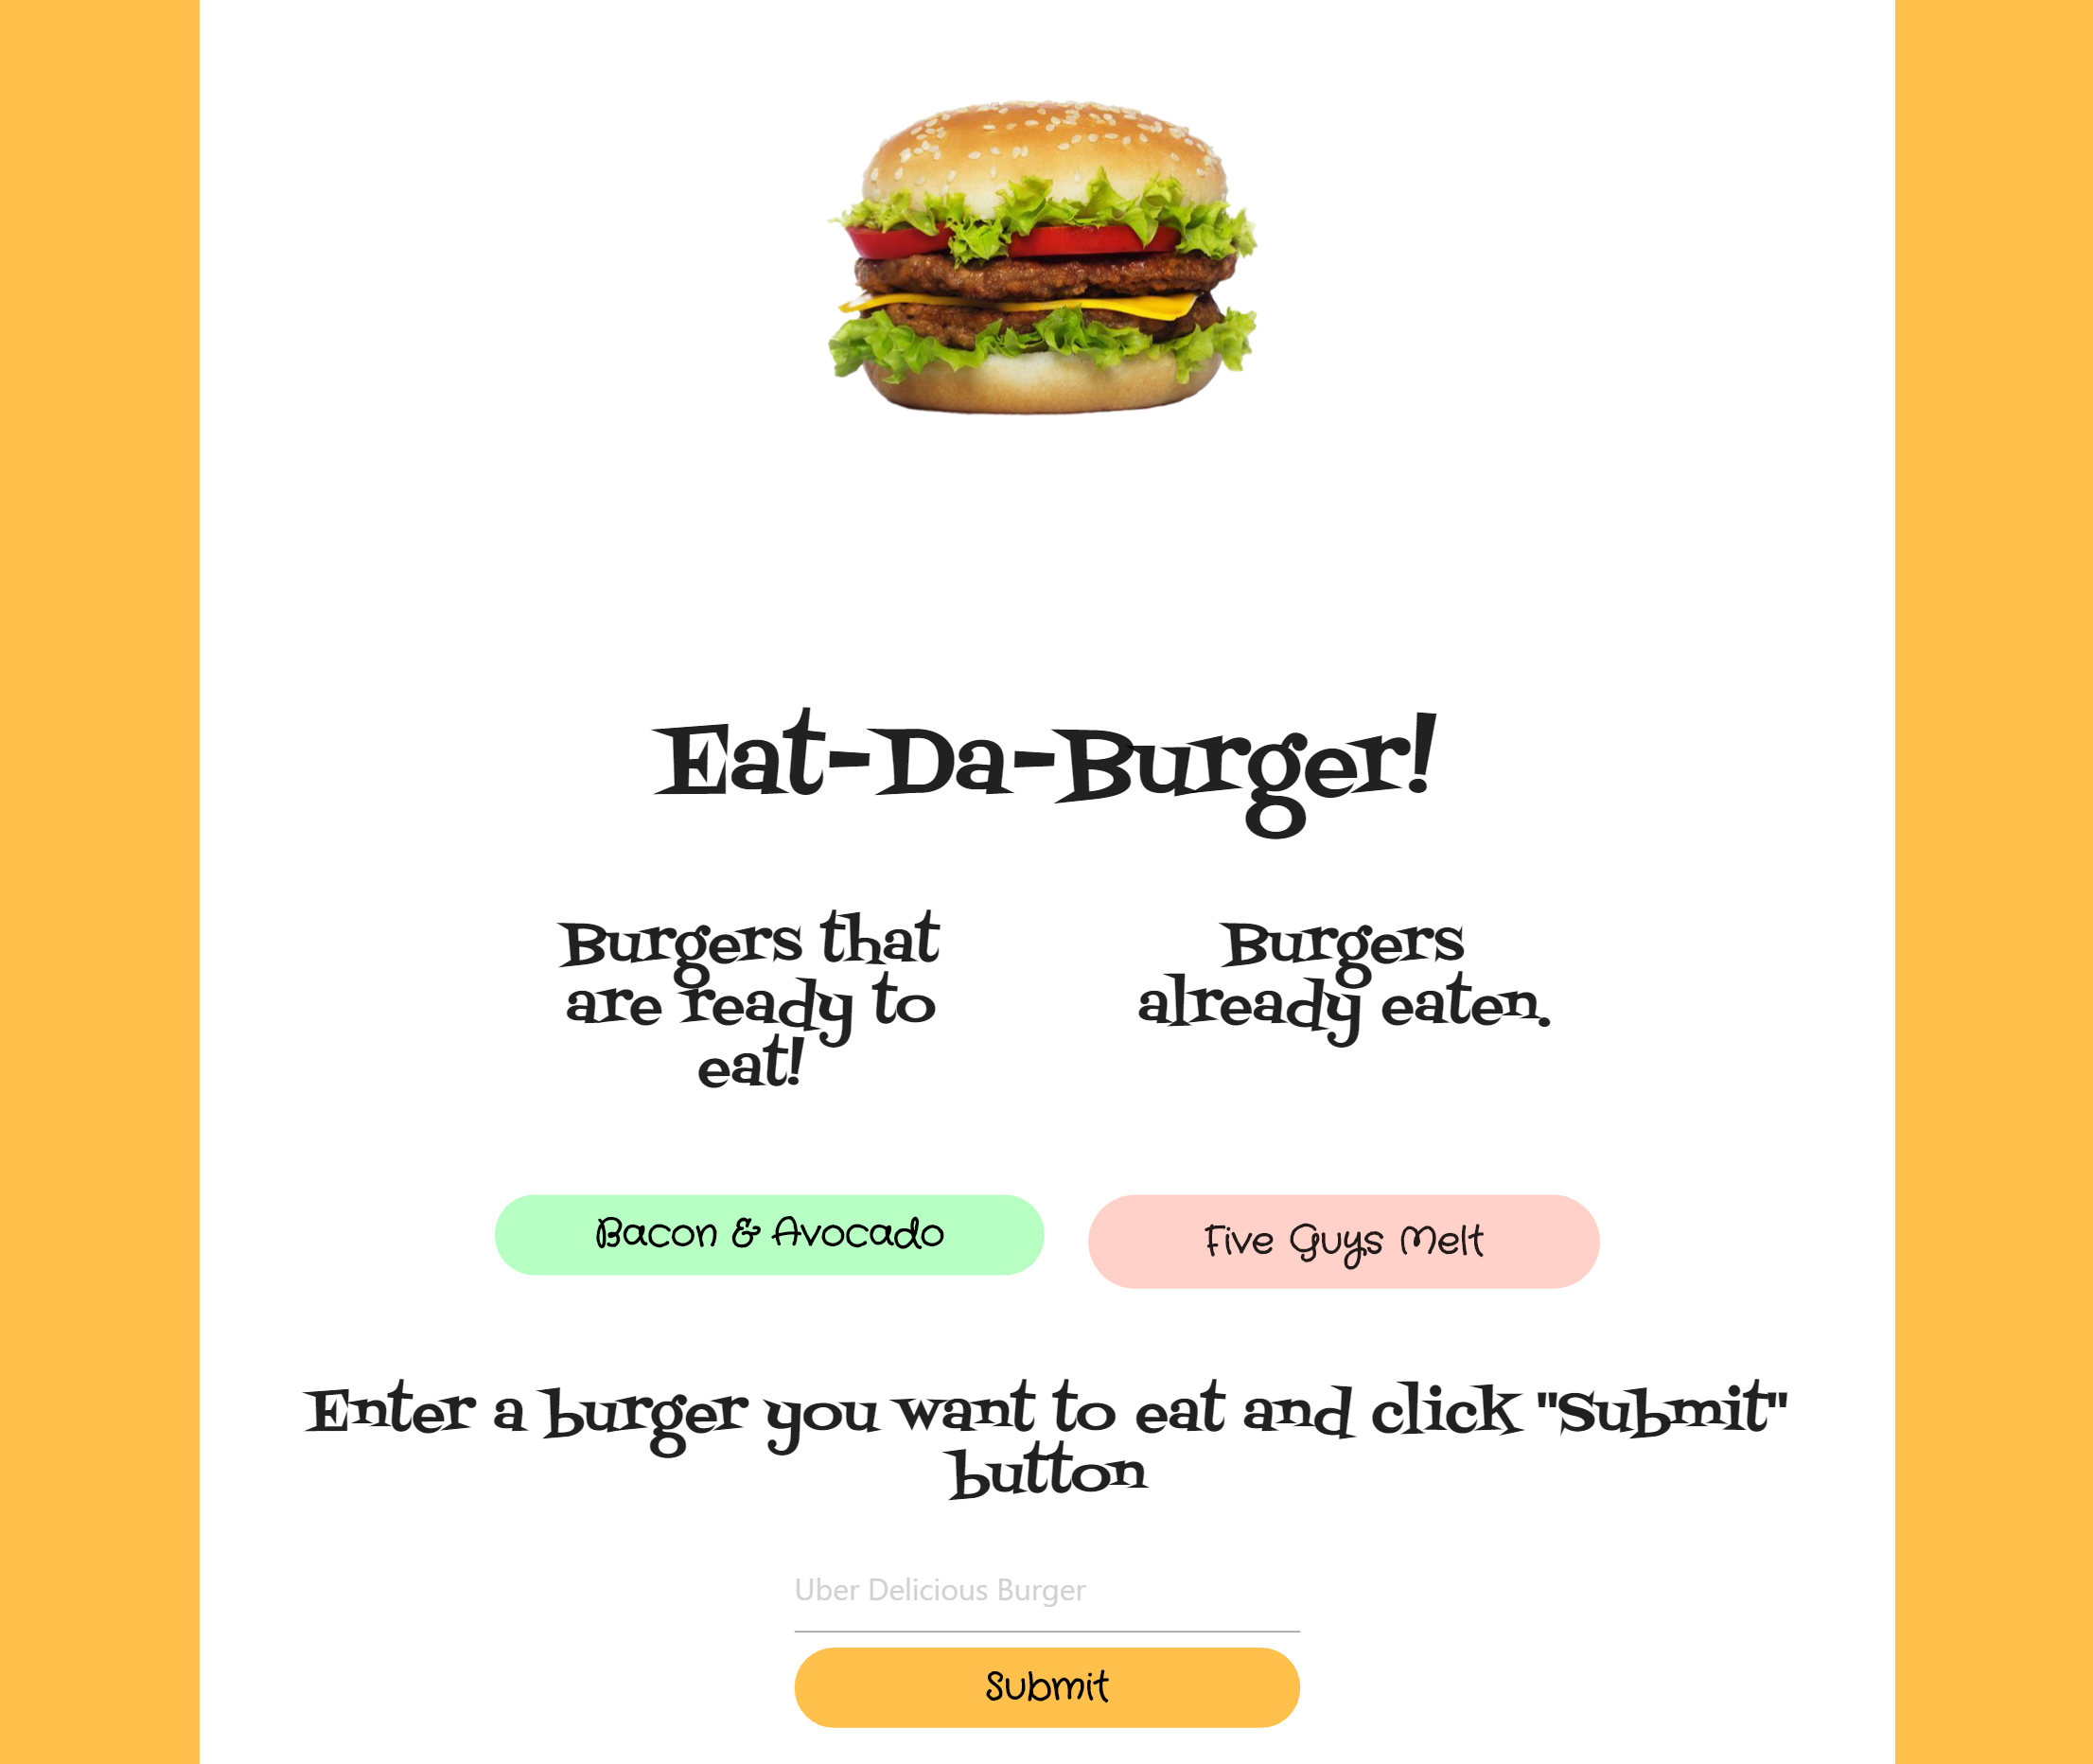 Eat-Da-Burger!
Burgers that
are ready to
eat!
Burgers
already eaten.
Bacon & Avocado
Five Guys Melt
Enter a burger you want to eat and click "Submit"
button
Uber Delicious Burger
Submit